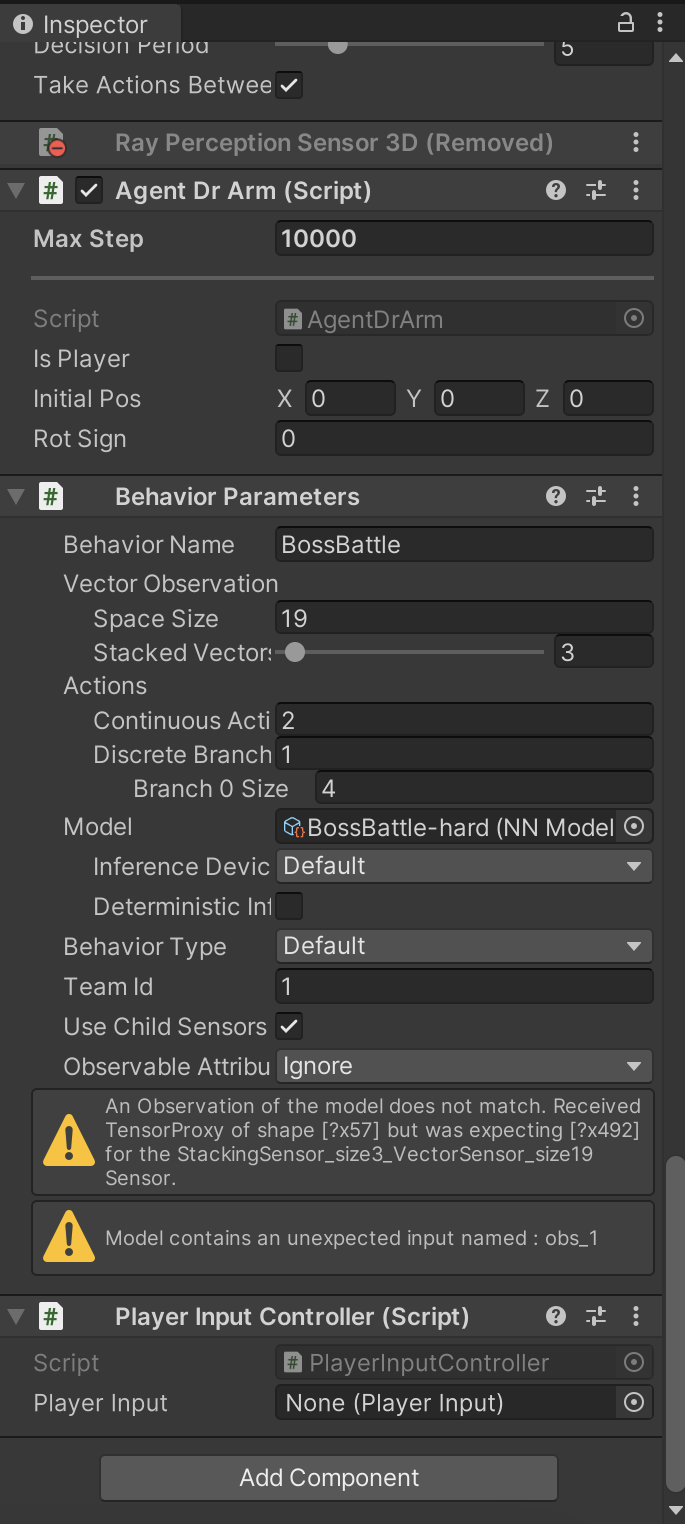 Inspector
Decision Period 5
Take Actions Betwee
Ray Perception Sensor 3D (Removed)
# Agent Dr Arm (Script)
Max Step 10000
Script # AgentDrArm
Is Player
Initial Pos X 0 Y 0 Z 0
Rot Sign 0
# Behavior Parameters
Behavior Name BossBattle
Vector Observation
Space Size 19
Stacked Vectors 3
Actions
Continuous Acti 2
Discrete Branch 1
Branch 0 Size 4
Model BossBattle-hard (NN Model
Inference Devic Default
Deterministic Inf
Behavior Type Default
Team Id 1
Use Child Sensors
Observable Attribu Ignore
An Observation of the model does not match. Received
TensorProxy of shape [?x57] but was expecting [?x492]
for the StackingSensor_size3_VectorSensor_size19
Sensor.
Model contains an unexpected input named : obs_1
# Player Input Controller (Script)
Script # PlayerInputController
Player Input None (Player Input)
Add Component